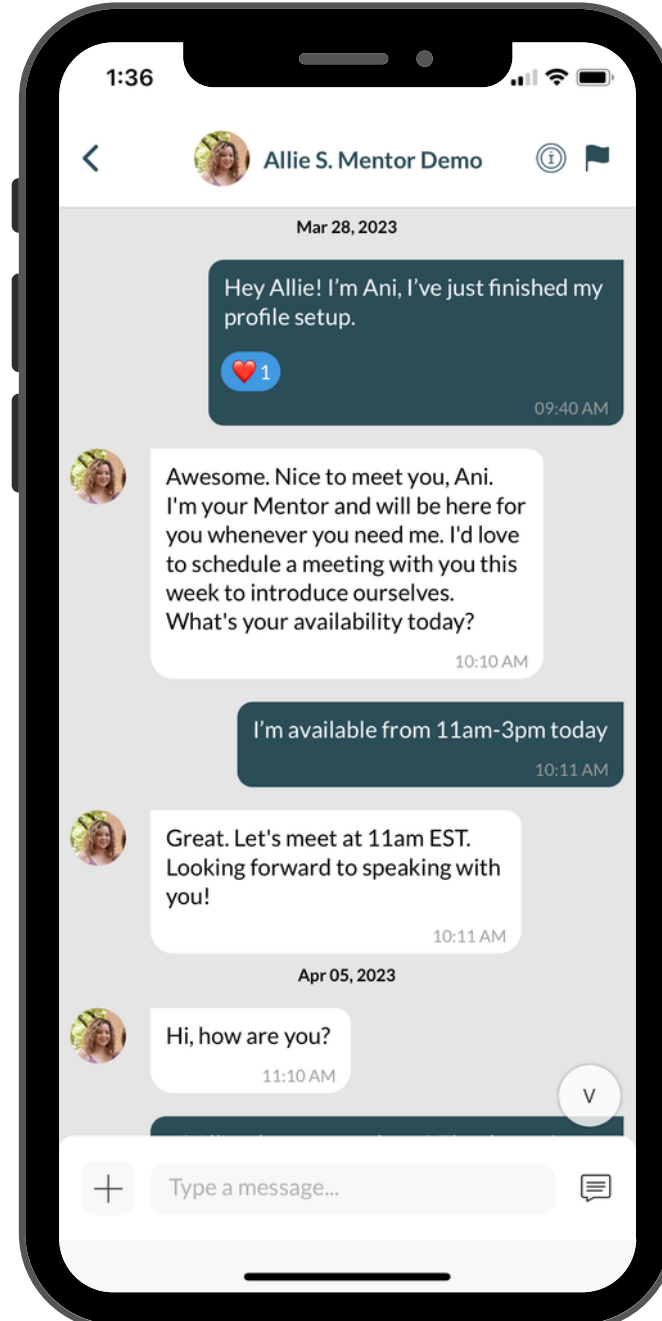 1:36
Allie S. Mentor Demo
Mar 28, 2023
Hey Allie! I’m Ani, I’ve just finished my
profile setup.
❤️ 1
09:40 AM
Awesome. Nice to meet you, Ani.
I'm your Mentor and will be here for
you whenever you need me. I'd love
to schedule a meeting with you this
week to introduce ourselves.
What's your availability today?
10:10 AM
I’m available from 11am-3pm today
10:11 AM
Great. Let's meet at 11am EST.
Looking forward to speaking with
you!
10:11 AM
Apr 05, 2023
Hi, how are you?
11:10 AM
V
Type a message...